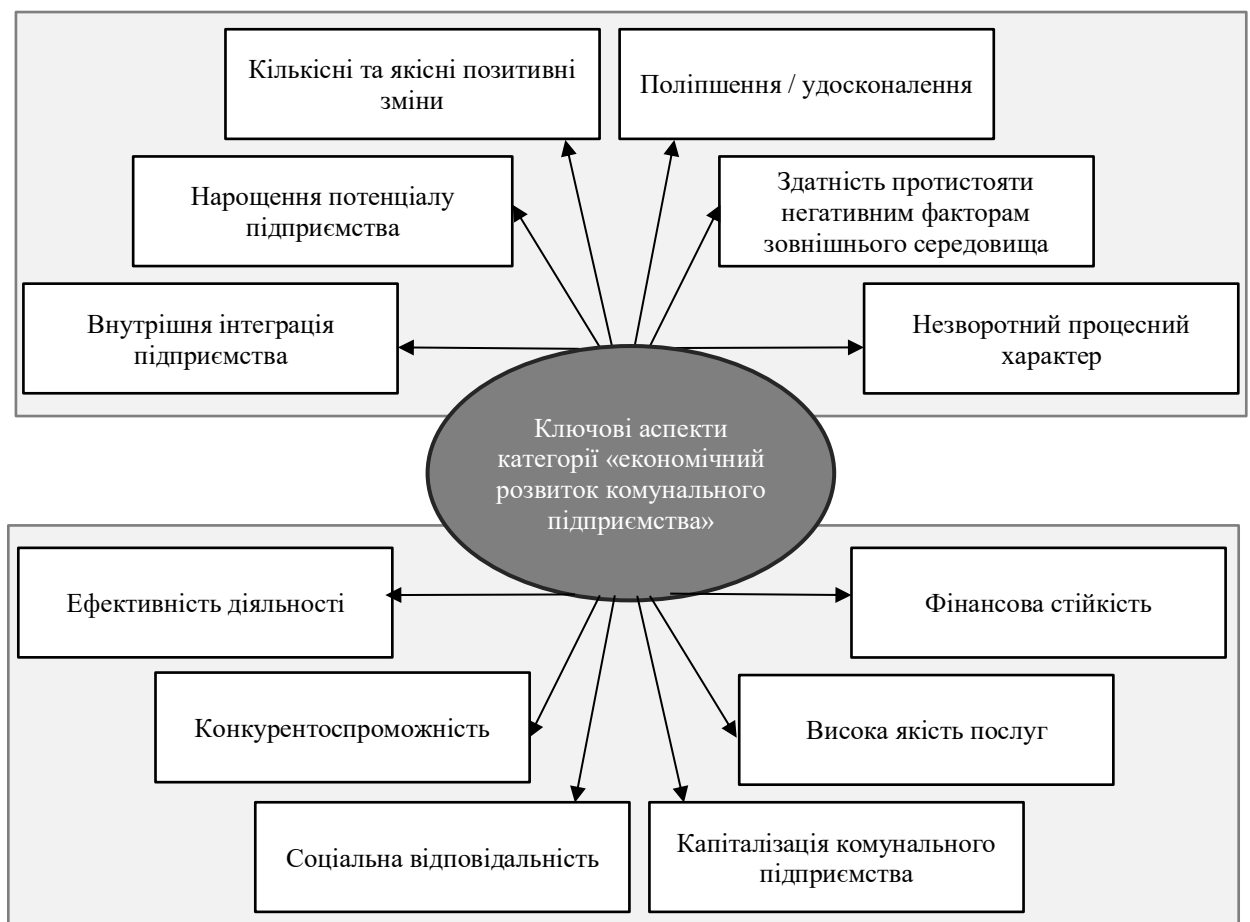 Кількісні та якісні позитивні
зміни
Поліпшення / удосконалення
Нарощення потенціалу
підприємства
Здатність протистояти
негативним факторам
зовнішнього середовища
Внутрішня інтеграція
підприємства
Незворотний процесний
характер
Ключові аспекти
категорії «економічний
розвиток комунального
підприємства»
Ефективність діяльності
Фінансова стійкість
Конкурентоспроможність
Висока якість послуг
Соціальна відповідальність
Капіталізація комунального
підприємства